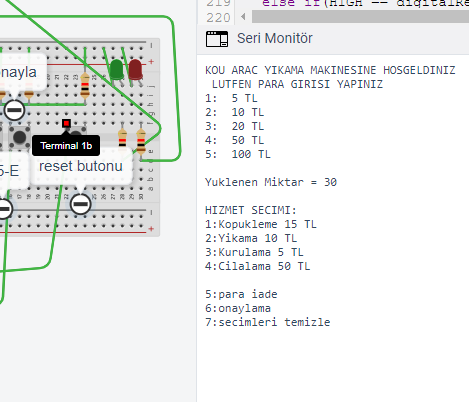 219
else if(HIGH == digitalRe
220
Seri Monitör
KOU ARAC YIKAMA MAKINESINE HOSGELDINIZ
LUTFEN PARA GIRISI YAPINIZ
1: 5 TL
2: 10 TL
3: 20 TL
4: 50 TL
5: 100 TL
Yuklenen Miktar = 30
HIZMET SECIMI:
1:Kopukleme 15 TL
2:Yikama 10 TL
3:Kurulama 5 TL
4:Cilalama 50 TL
5:para iade
6:onaylama
7:secimleri temizle
onayla
Terminal 1b
5-E
reset butonu